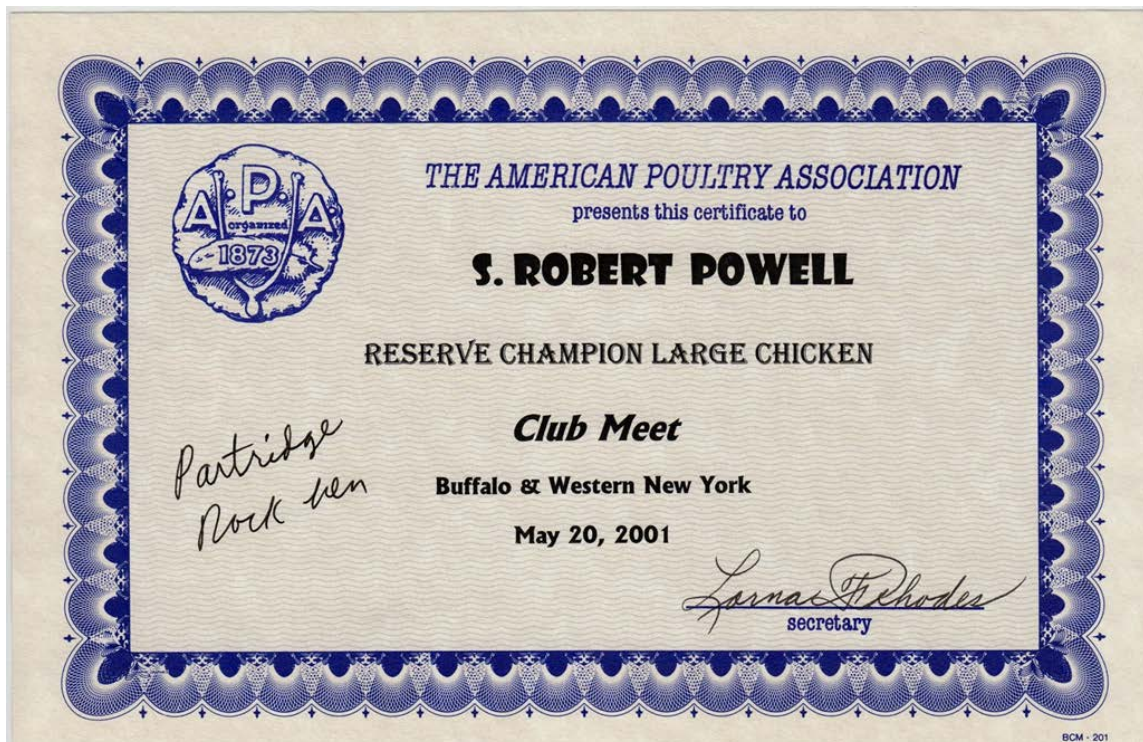 A.P.A.
organized
1873
THE AMERICAN POULTRY ASSOCIATION
presents this certificate to
S. ROBERT POWELL
RESERVE CHAMPION LARGE CHICKEN
Club Meet
Buffalo & Western New York
May 20, 2001
Partridge
Rock hen
Lorna F Rhodes
secretary
BCM - 201